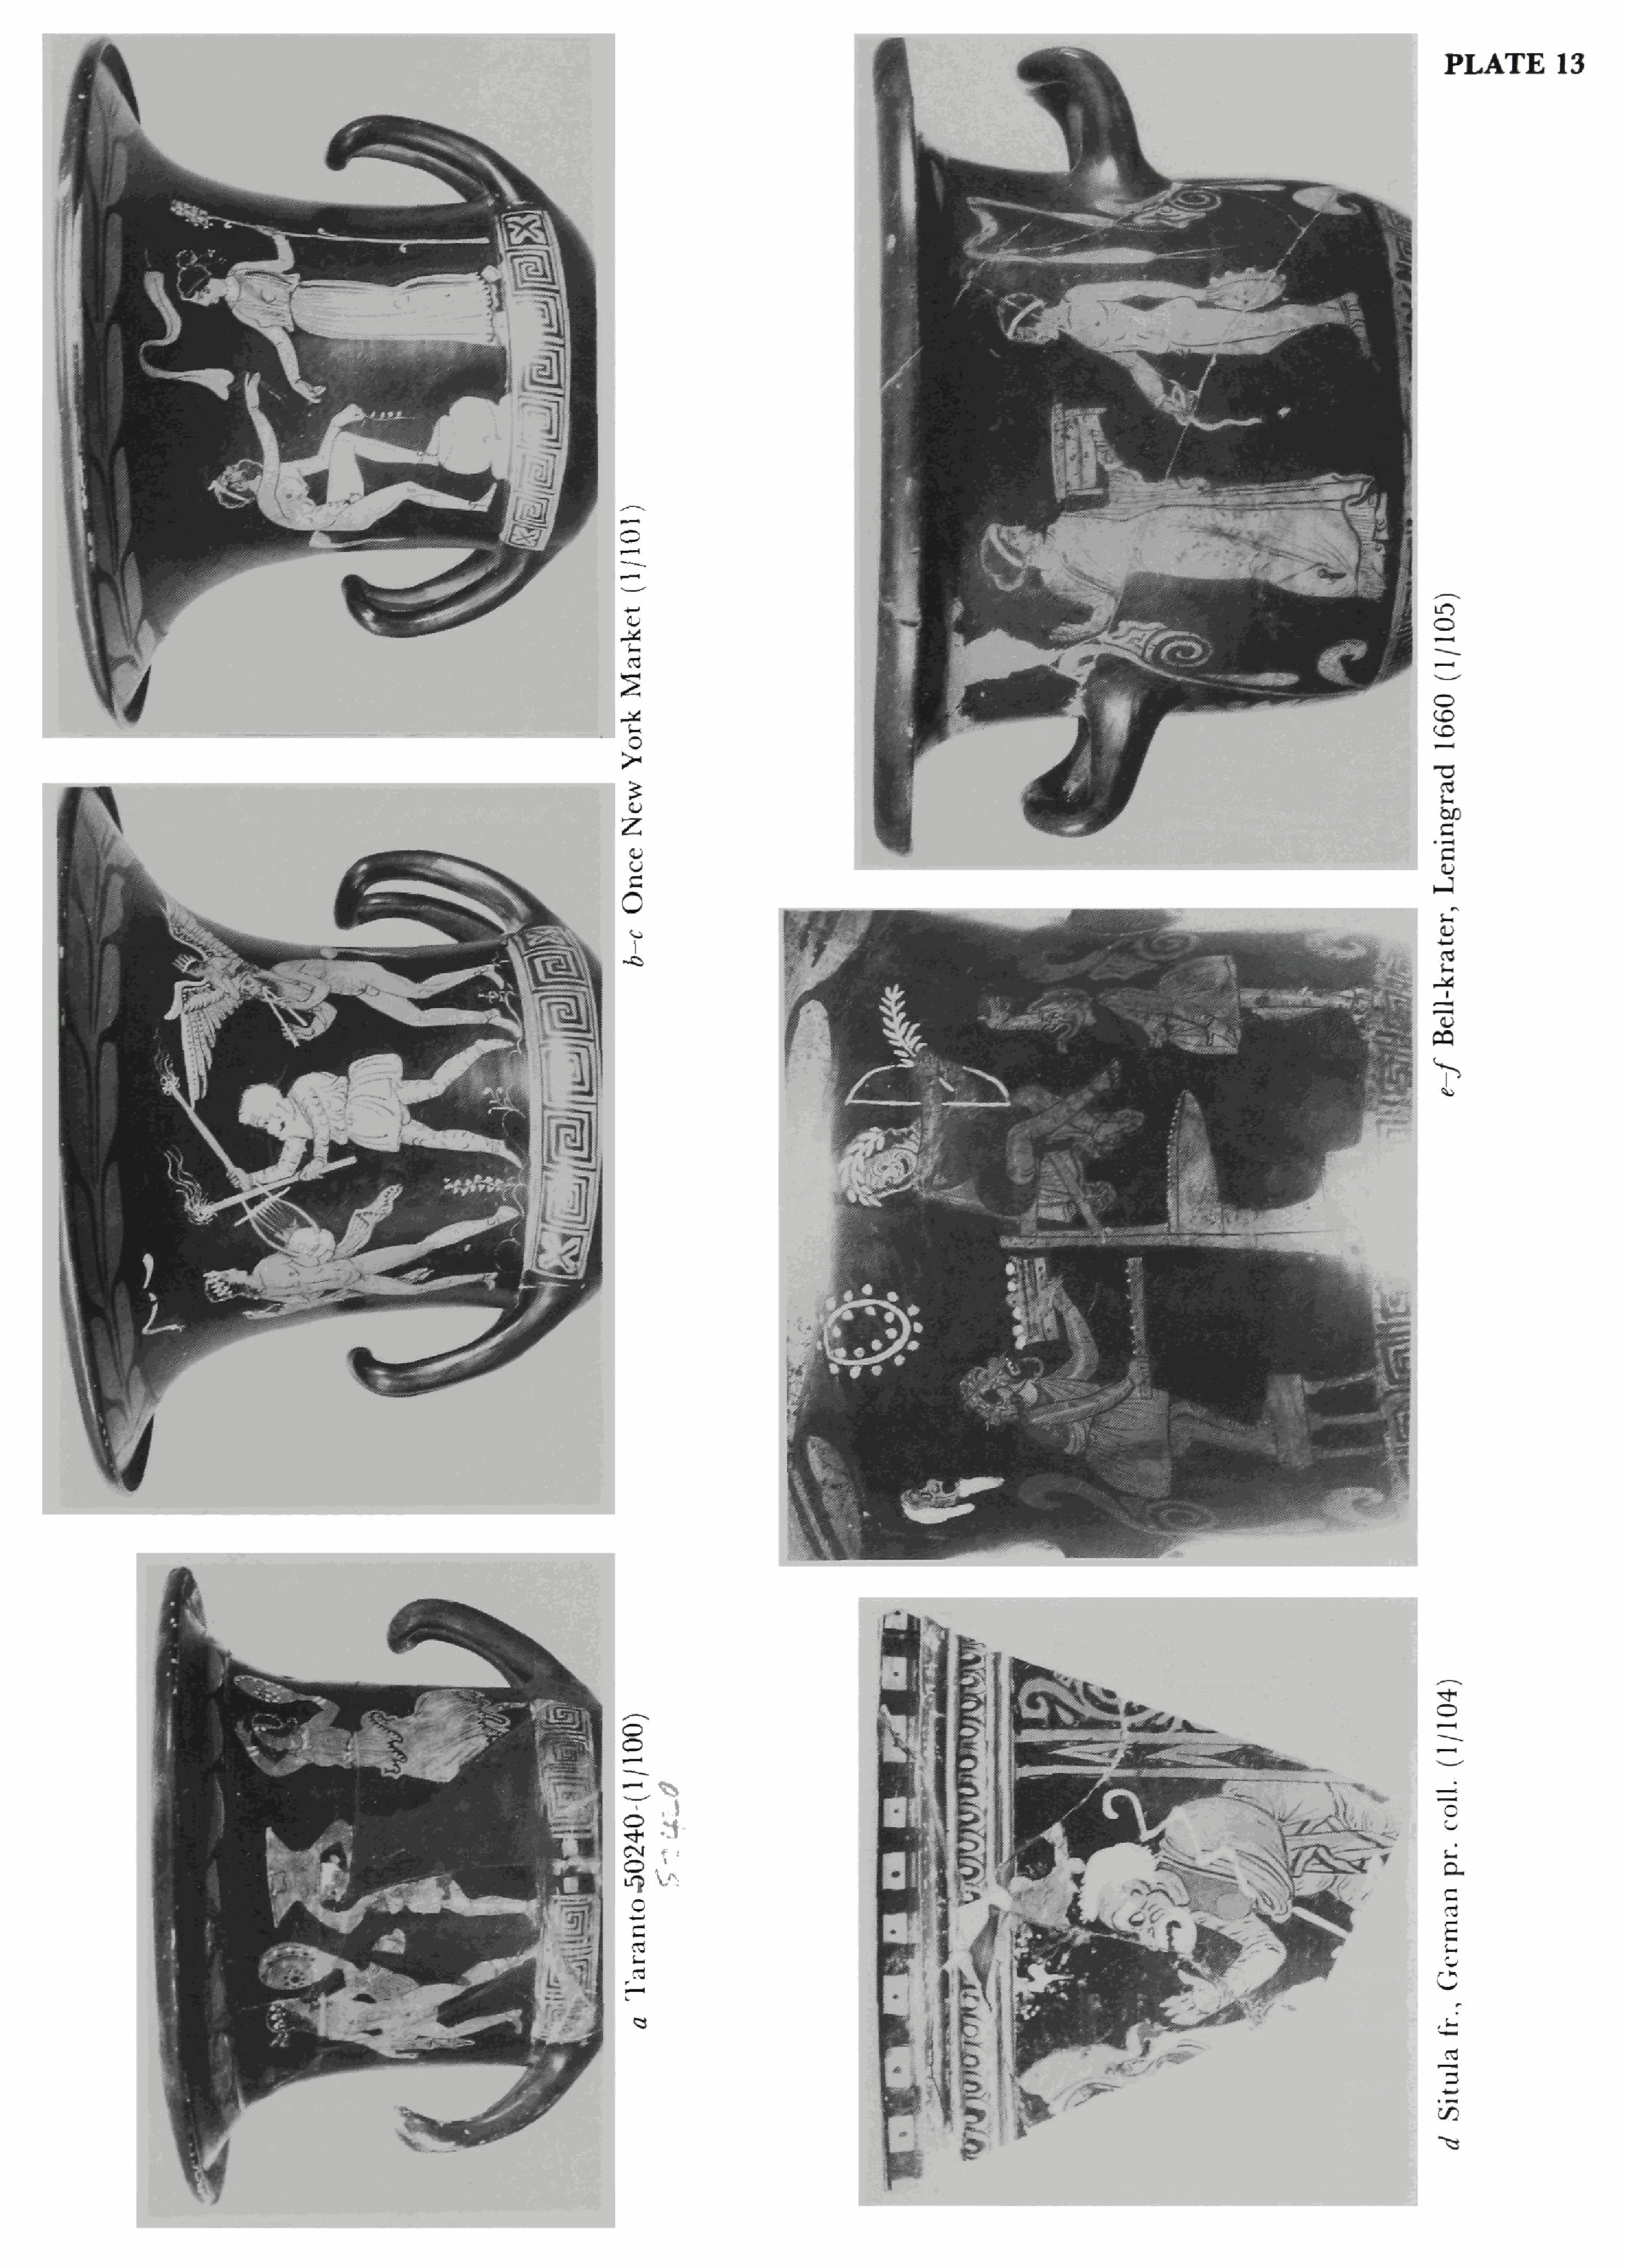 PLATE 13
a Taranto 50240 (1/100)
52420
b–c Once New York Market (1/101)
d Situla fr., German pr. coll. (1/104)
e–f Bell-krater, Leningrad 1660 (1/105)